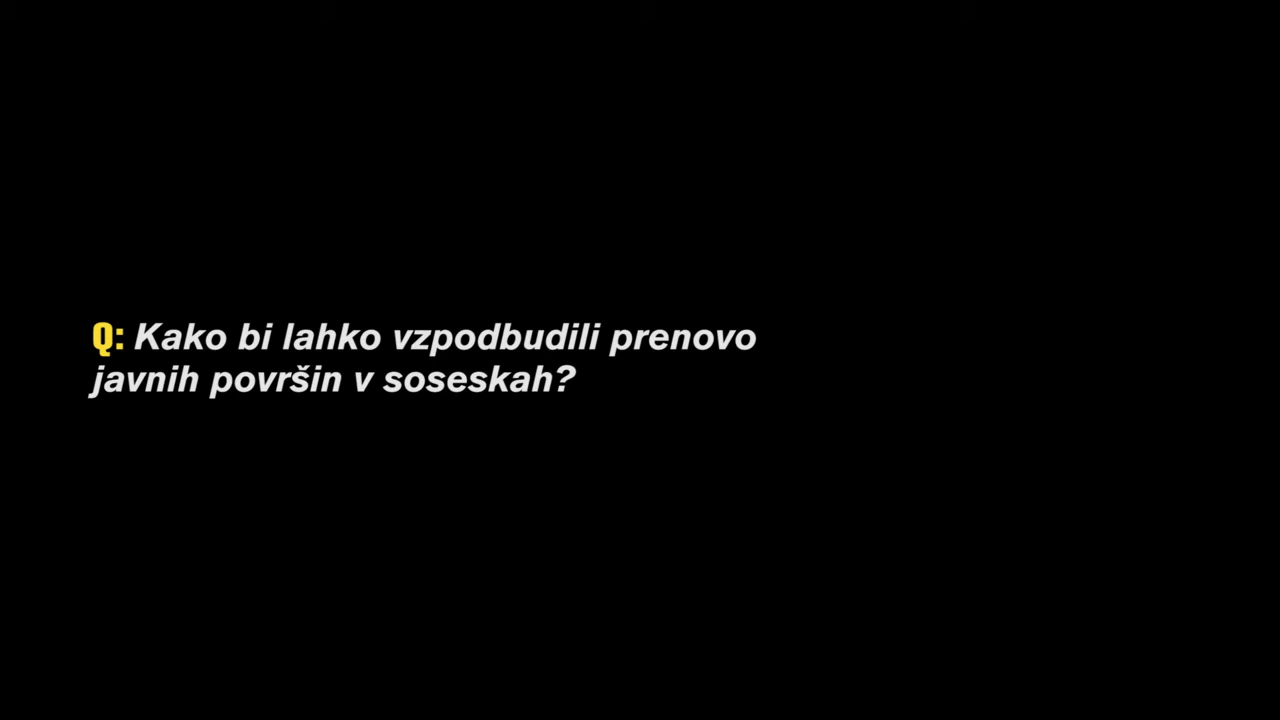 Q: Kako bi lahko vzpodbudili prenovo
javnih površin v soseskah?